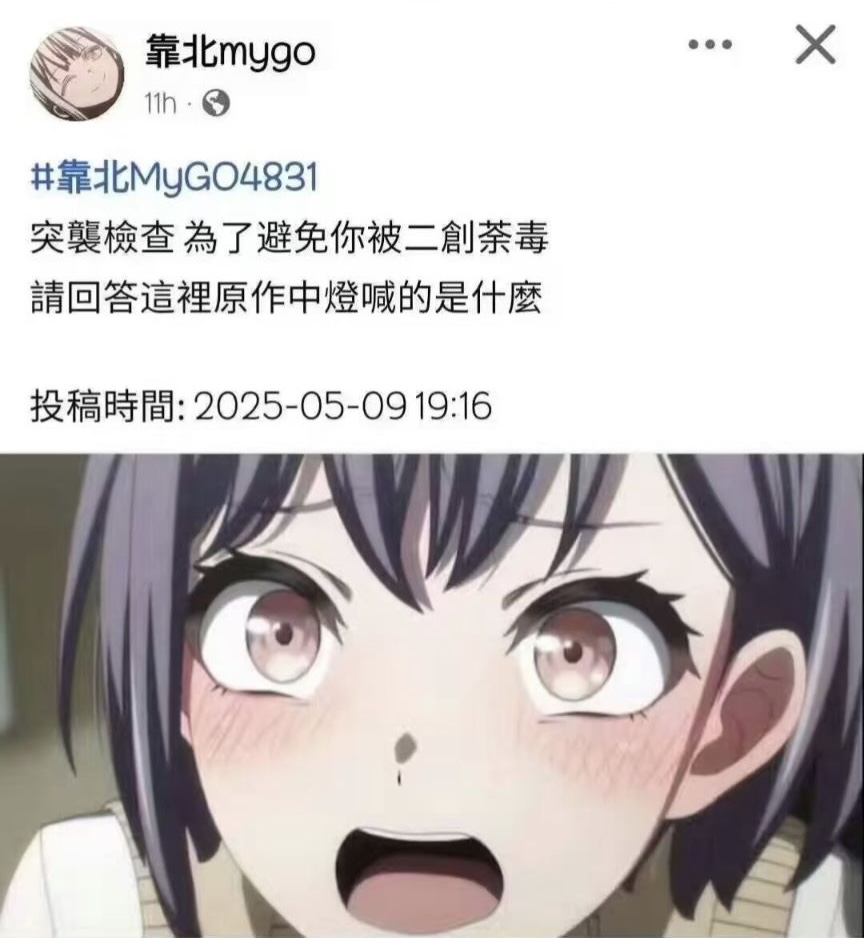 靠北mygo
11h ·
#靠北MyGO4831
突襲檢查 為了避免你被二創荼毒
請回答這裡原作中燈喊的是什麼
投稿時間: 2025-05-09 19:16